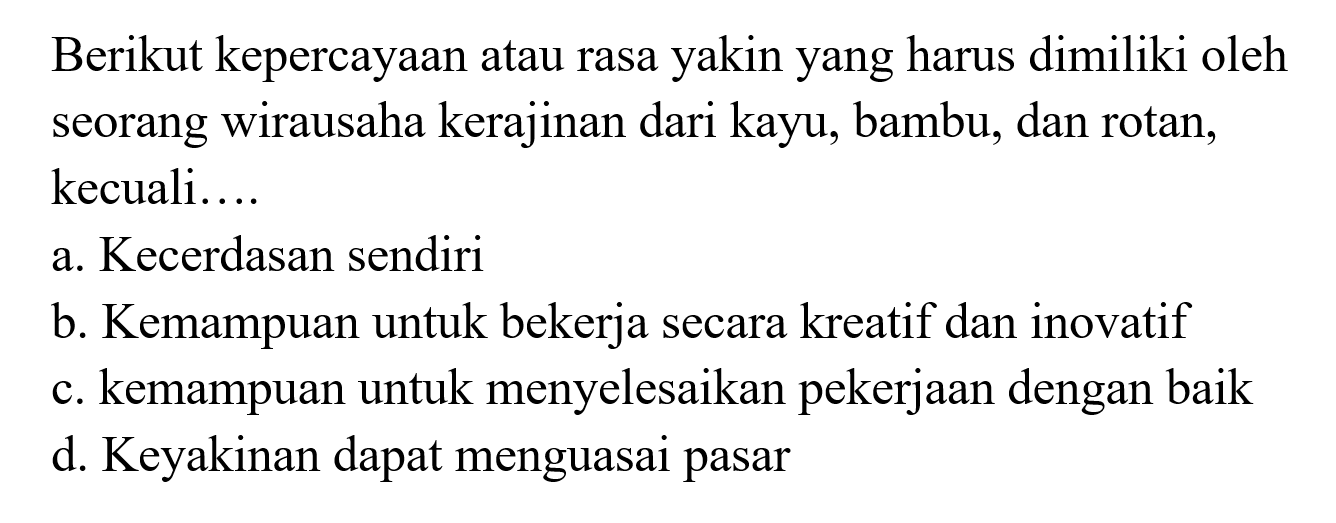 Berikut kepercayaan atau rasa yakin yang harus dimiliki oleh
seorang wirausaha kerajinan dari kayu, bambu, dan rotan,
kecuali….
a. Kecerdasan sendiri
b. Kemampuan untuk bekerja secara kreatif dan inovatif
c. kemampuan untuk menyelesaikan pekerjaan dengan baik
d. Keyakinan dapat menguasai pasar